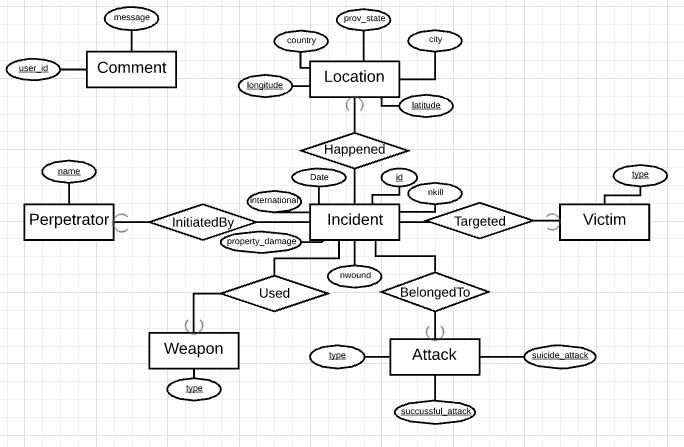 message
prov_state
country
city
Comment
user_id
Location
longitude
latitude
Happened
name
Date
id
type
international
nkill
Perpetrator
InitiatedBy
Incident
Targeted
Victim
property_damage
nwound
Used
BelongedTo
Weapon
Attack
type
suicide_attack
type
succussful_attack